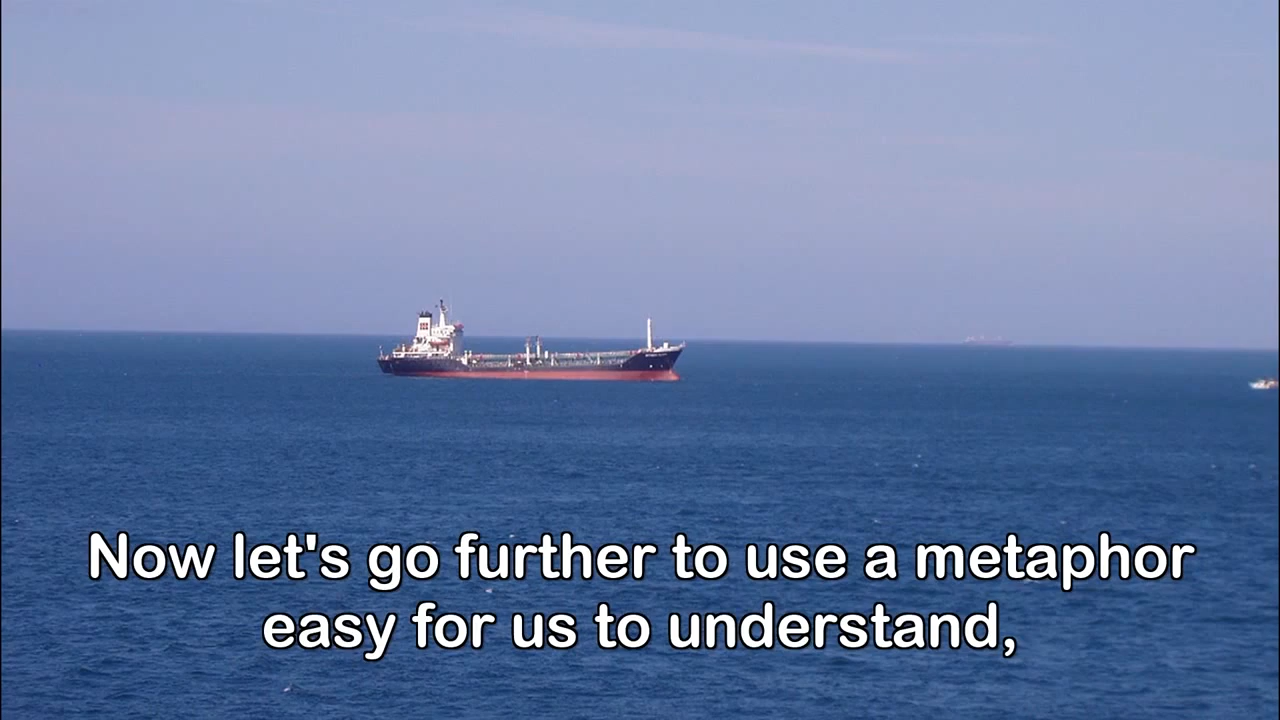 Now let's go further to use a metaphor
easy for us to understand,